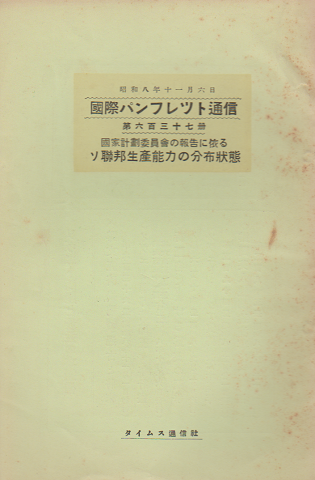 昭和八年十一月六日
國際パンフレツト通信
第六百三十七册
國家計劃委員會の報告に依る
ソ聯邦生產能力の分布狀態
タイムス通信社